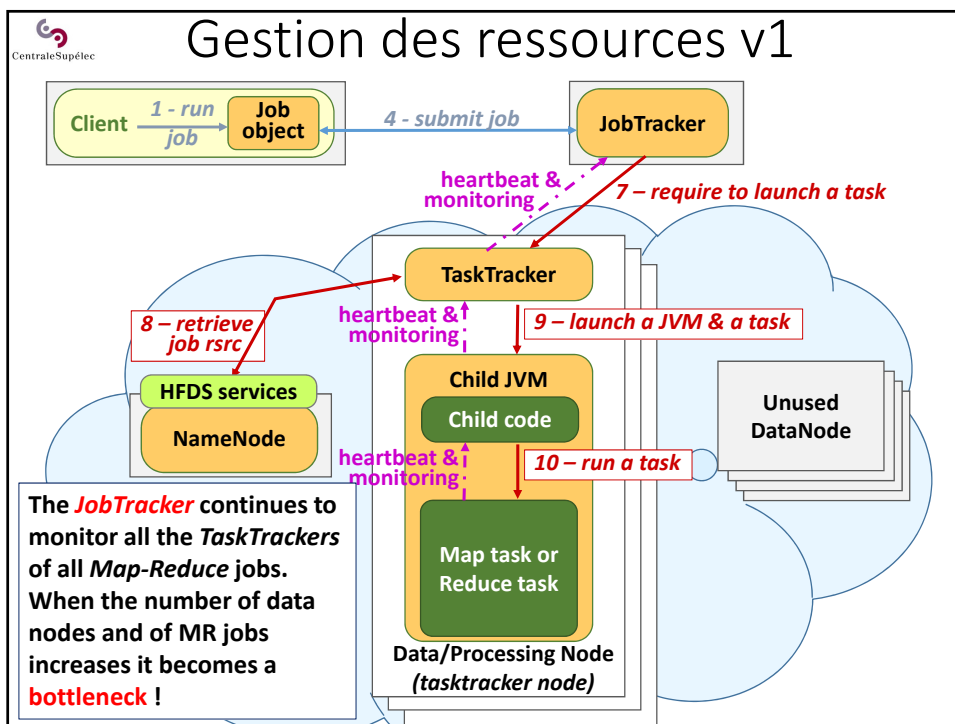 CentraleSupélec
Gestion des ressources v1
Client
1 - run
job
Job
object
4 - submit job
JobTracker
heartbeat &
monitoring
7 – require to launch a task
TaskTracker
8 – retrieve
job rsrc
heartbeat &
monitoring
9 – launch a JVM & a task
HFDS services
NameNode
Child JVM
Child code
Unused
DataNode
heartbeat &
monitoring
10 – run a task
Map task or
Reduce task
The JobTracker continues to
monitor all the TaskTrackers
of all Map-Reduce jobs.
When the number of data
nodes and of MR jobs
increases it becomes a
bottleneck !
Data/Processing Node
(tasktracker node)